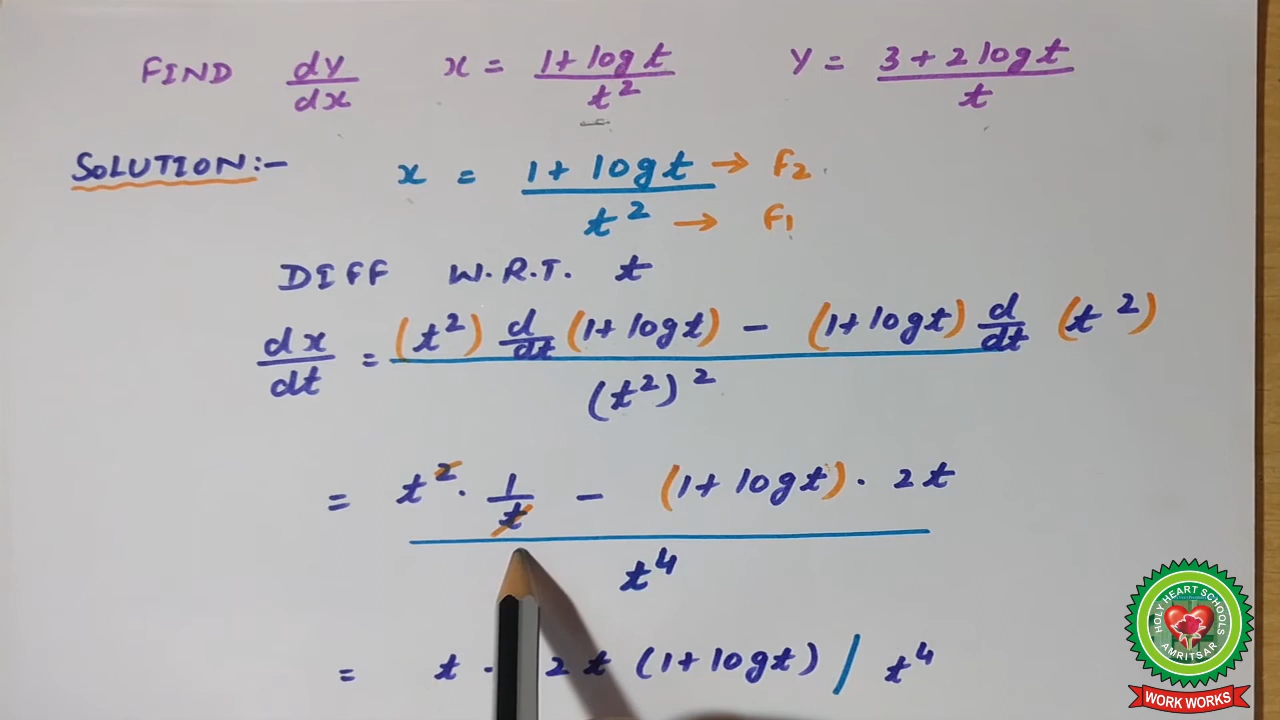 FIND dy/dx x = 1 + log t / t² Y = 3 + 2 log t / t
SOLUTION:-
x = 1 + log t → F2
t² → F1
DIFF W.R.T. t
dx/dt = (t²) d/dt (1 + log t) - (1 + log t) d/dt (t²)
(t²)²
= t² · 1/t - (1 + log t) · 2t
t⁴
= t - 2t (1 + log t) / t⁴
HOLY HEART SCHOOLS
AMRITSAR
WORK WORKS